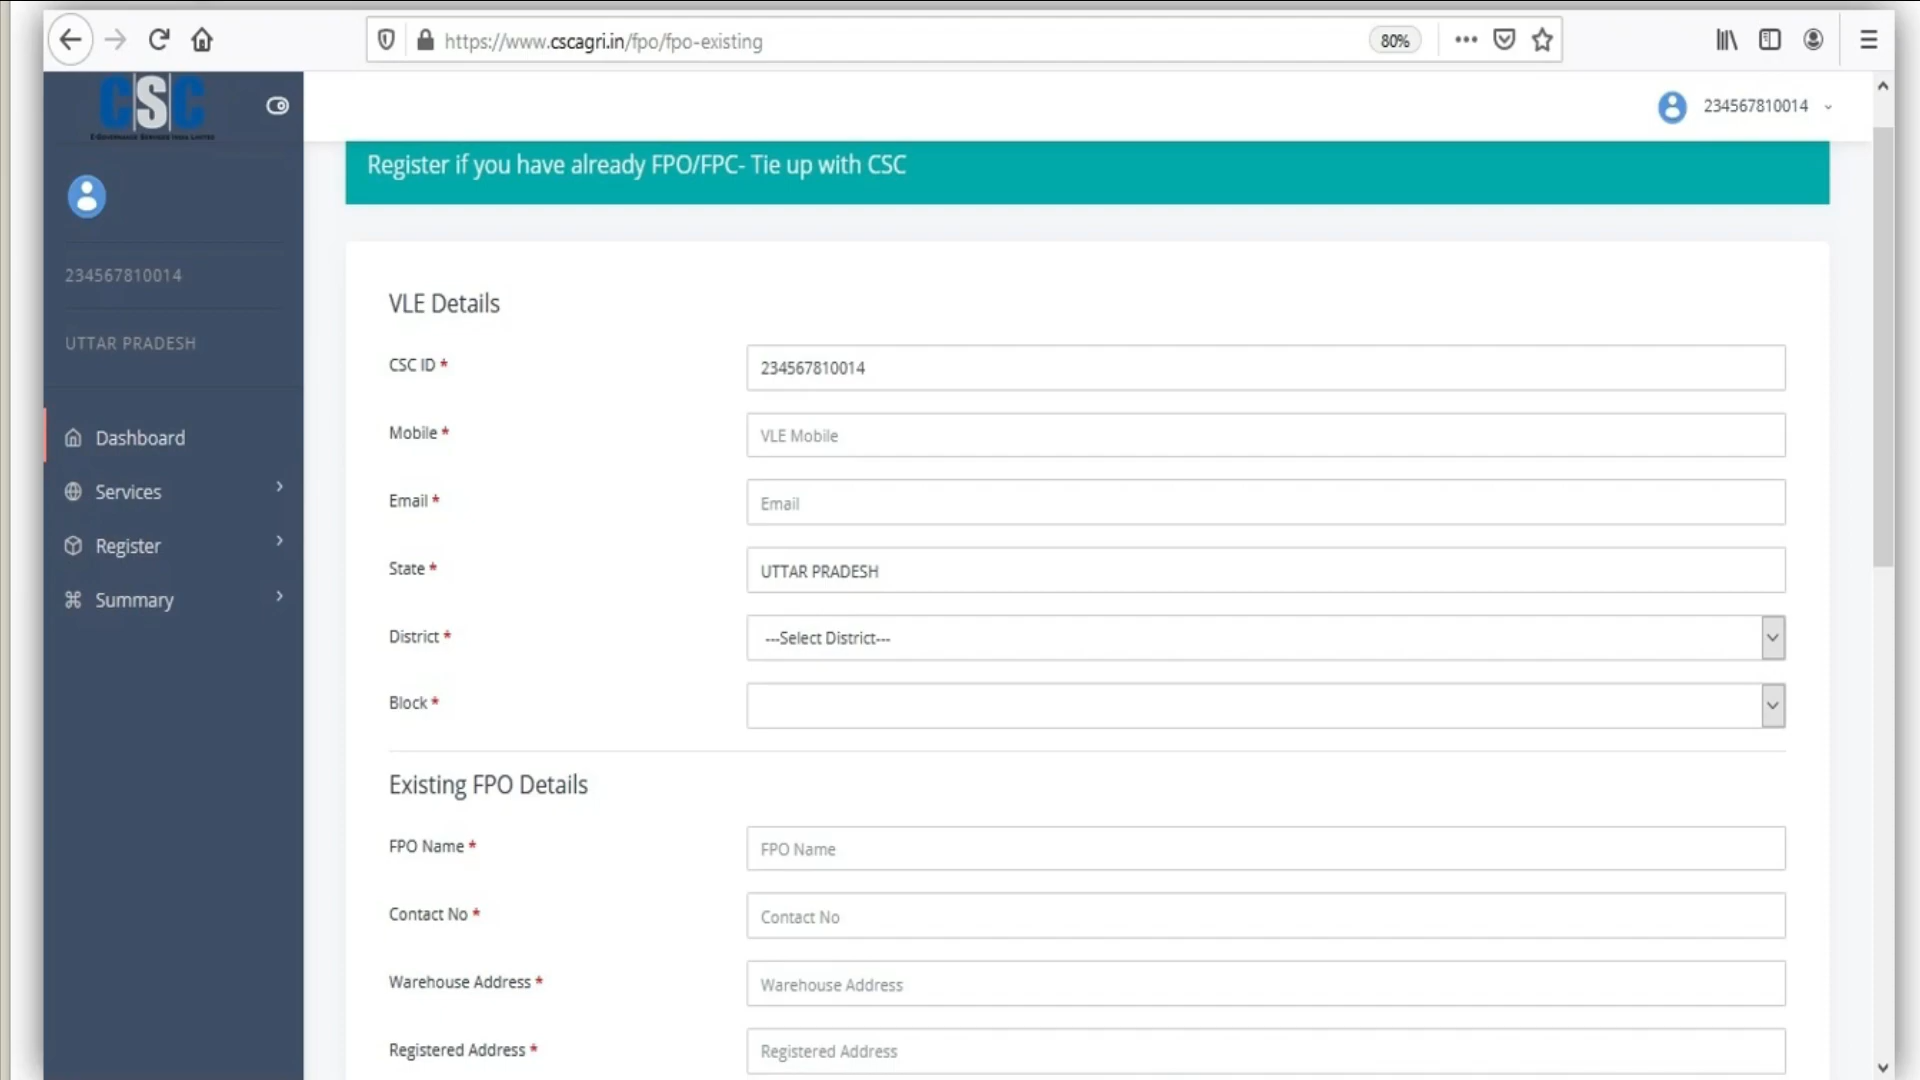 https://www.cscagri.in/fpo/fpo-existing
80%
CSC
234567810014
Register if you have already FPO/FPC- Tie up with CSC
234567810014
UTTAR PRADESH
Dashboard
Services
Register
Summary
VLE Details
CSC ID *
234567810014
Mobile *
VLE Mobile
Email *
Email
State *
UTTAR PRADESH
District *
---Select District---
Block *
Existing FPO Details
FPO Name *
FPO Name
Contact No *
Contact No
Warehouse Address *
Warehouse Address
Registered Address *
Registered Address